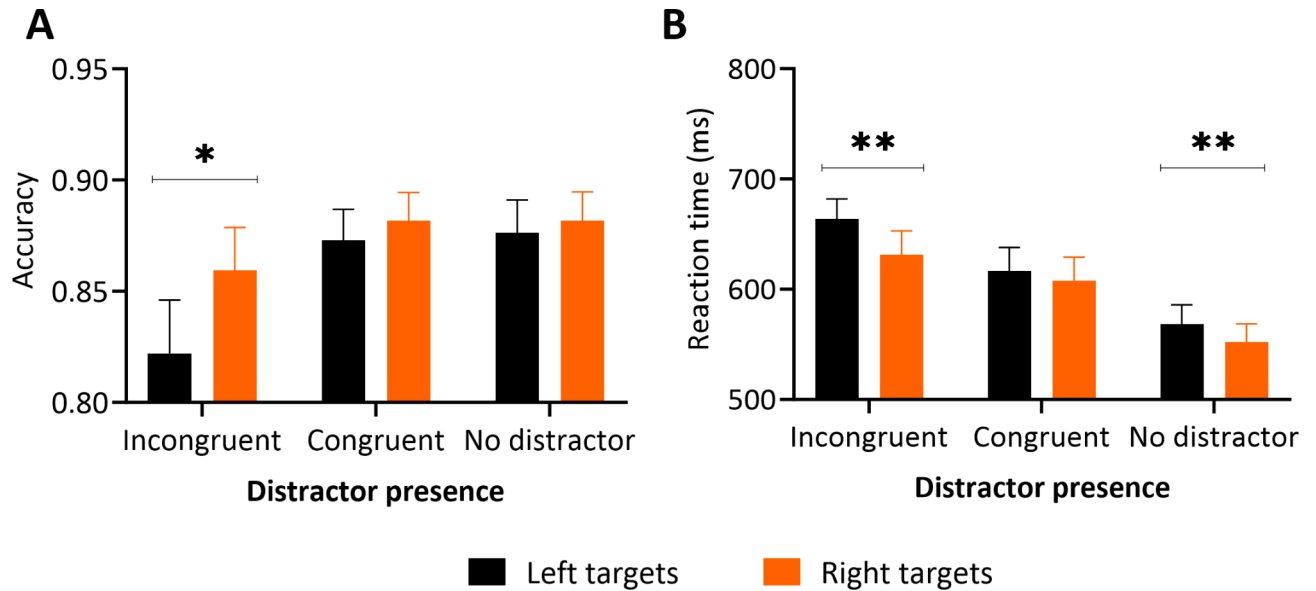 A
0.95
0.90
0.85
0.80
Accuracy
*
Incongruent Congruent No distractor
Distractor presence
B
800
700
600
500
Reaction time (ms)
** **
Incongruent Congruent No distractor
Distractor presence
Left targets Right targets